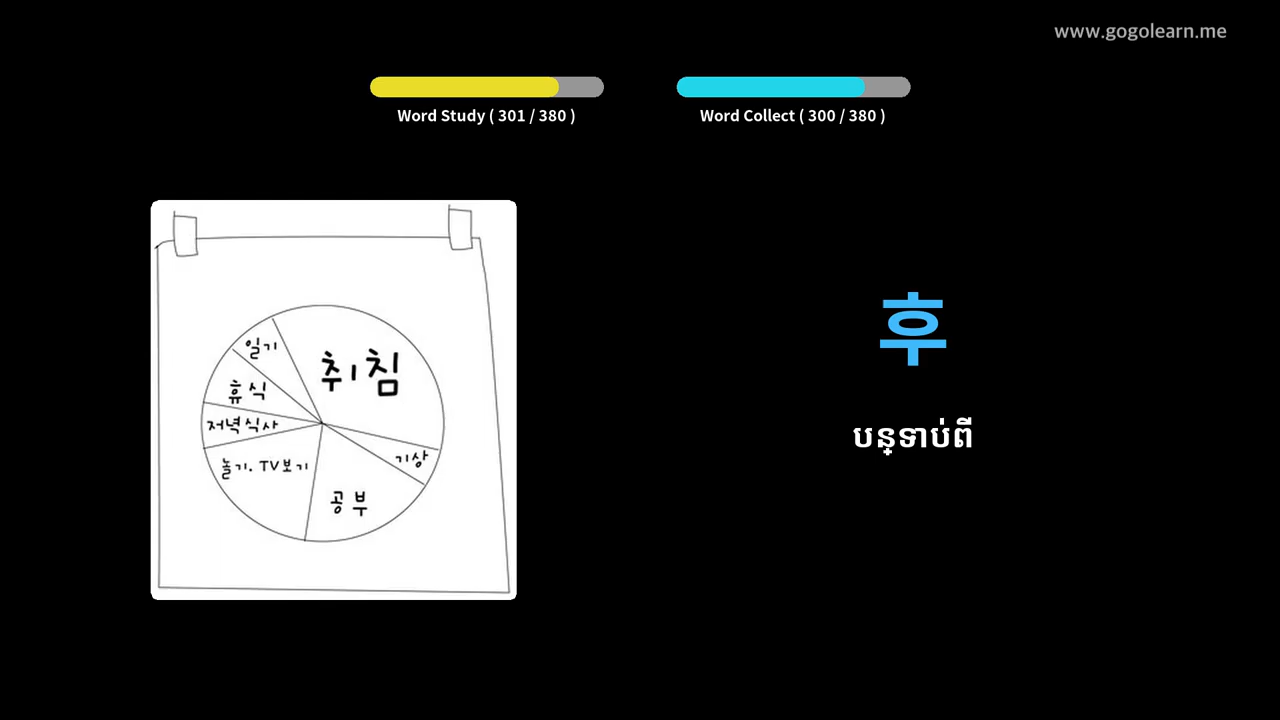 www.gogolearn.me
Word Study ( 301 / 380 )
Word Collect ( 300 / 380 )
일기
취침
휴식
저녁식사
놀기. TV보기
기상
공부
후
បន្ទាប់ពី